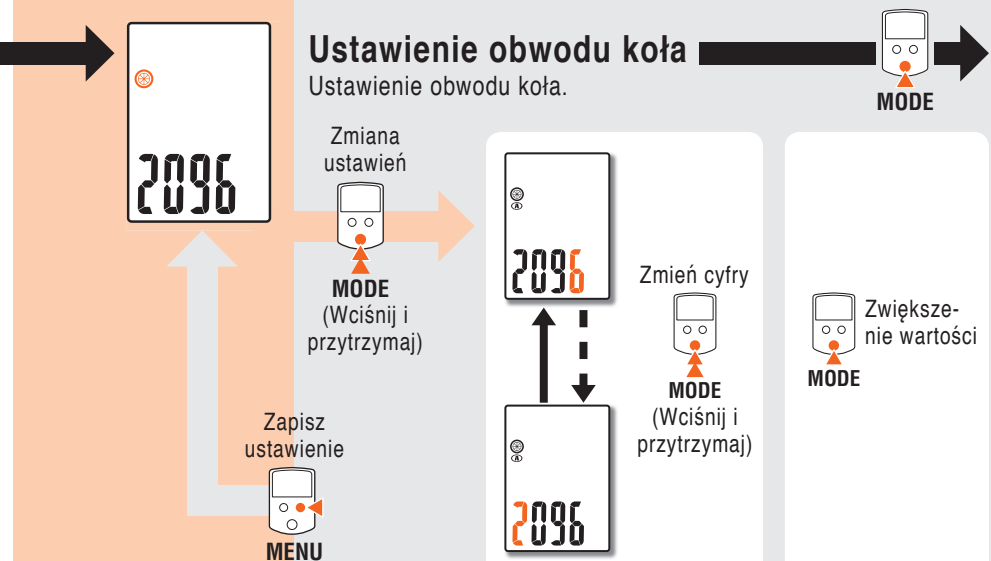 Ustawienie obwodu koła
Ustawienie obwodu koła.
MODE
2096
Zmiana
ustawień
MODE
(Wciśnij i
przytrzymaj)
Zapisz
ustawienie
MENU
2096
Zmień cyfry
MODE
(Wciśnij i
przytrzymaj)
2096
Zwiększe-
nie wartości
MODE